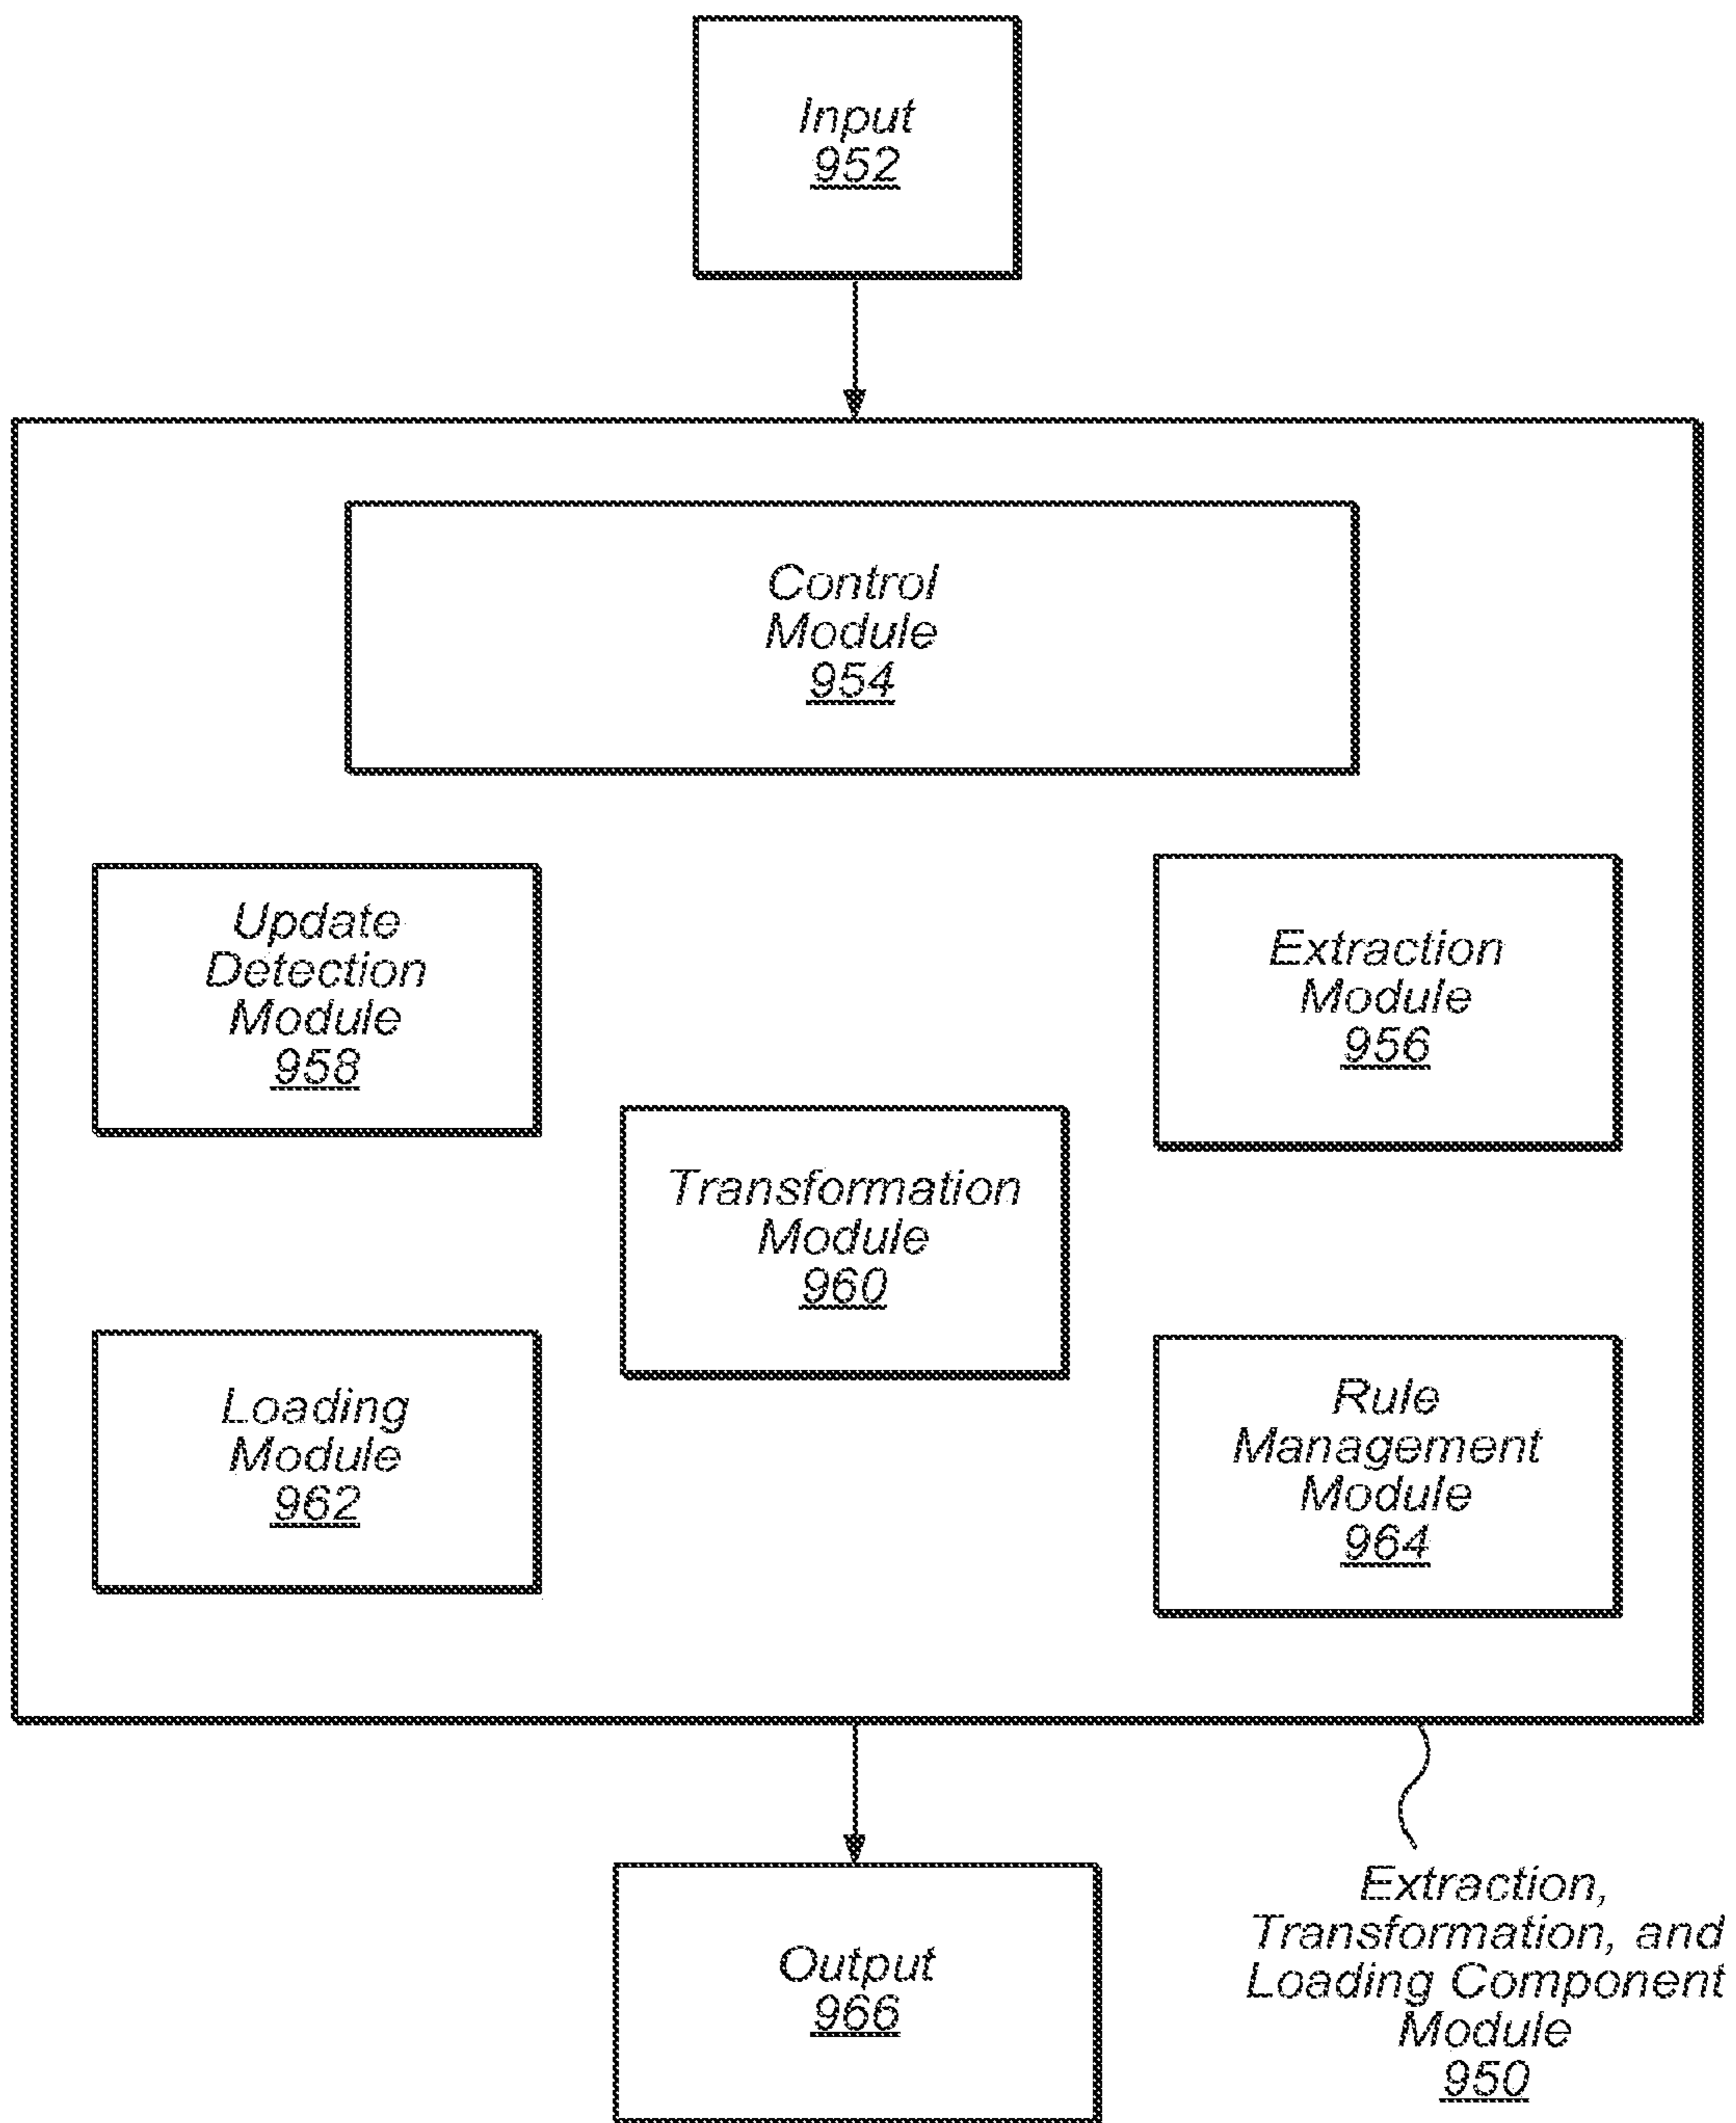 Input
952
Control
Module
954
Update
Detection
Module
958
Extraction
Module
956
Transformation
Module
960
Loading
Module
962
Rule
Management
Module
964
Output
966
Extraction,
Transformation, and
Loading Component
Module
950